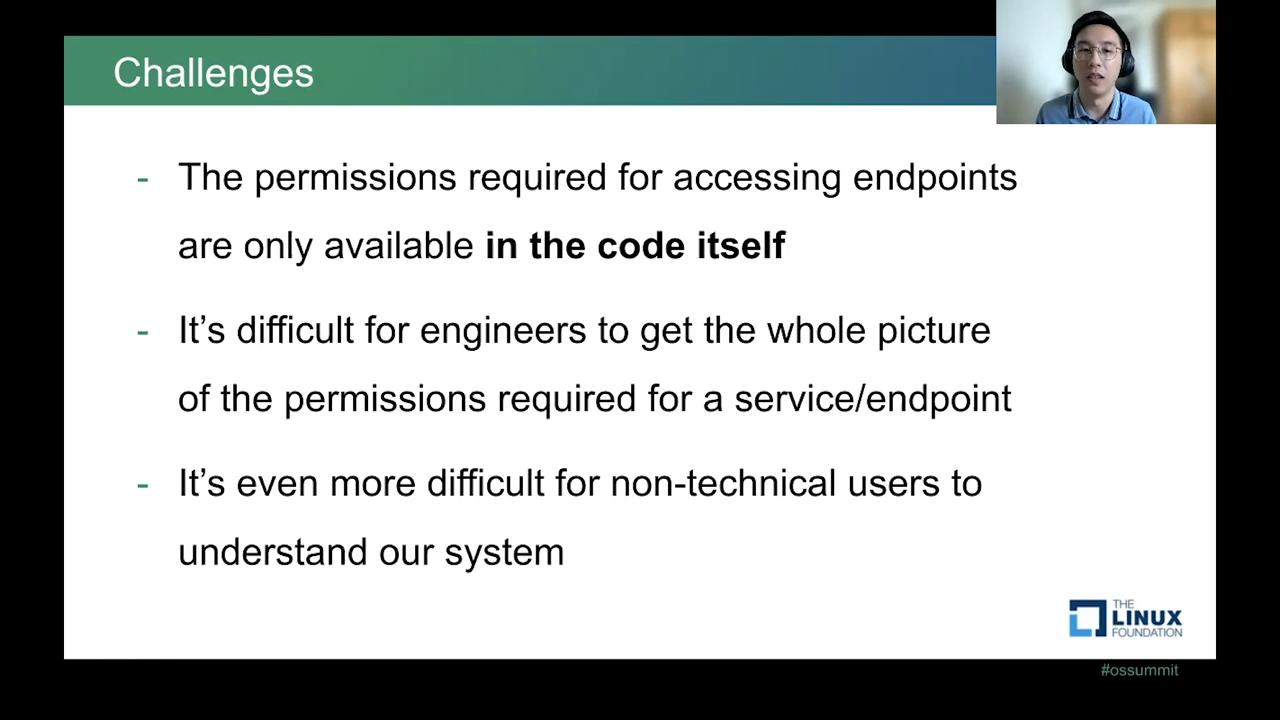 Challenges
- The permissions required for accessing endpoints
are only available in the code itself
- It’s difficult for engineers to get the whole picture
of the permissions required for a service/endpoint
- It’s even more difficult for non-technical users to
understand our system
THE
LINUX
FOUNDATION
#ossummit